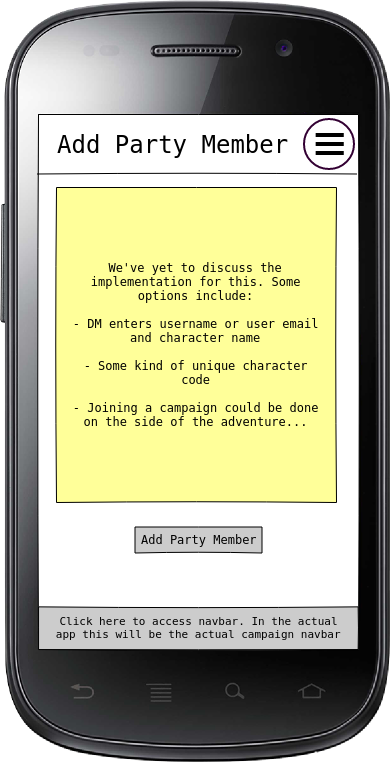 Add Party Member
We've yet to discuss the
implementation for this. Some
options include:
- DM enters username or user email
and character name
- Some kind of unique character
code
- Joining a campaign could be done
on the side of the adventure...
Add Party Member
Click here to access navbar. In the actual
app this will be the actual campaign navbar